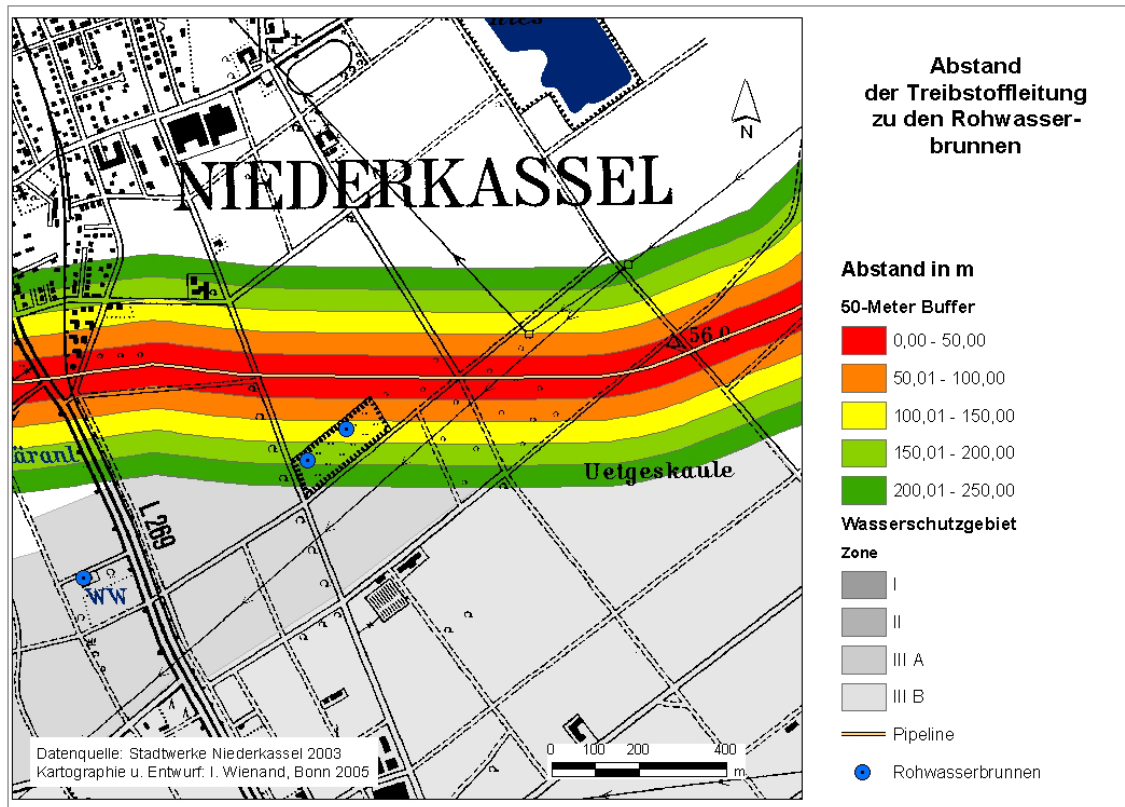 NIEDERKASSEL
56.0
Uetgeskaule
L 269
WW
N
Datenquelle: Stadtwerke Niederkassel 2003
Kartographie u. Entwurf: I. Wienand, Bonn 2005
0 100 200 400
m
Abstand
der Treibstoffleitung
zu den Rohwasser-
brunnen
Abstand in m
50-Meter Buffer
0,00 - 50,00
50,01 - 100,00
100,01 - 150,00
150,01 - 200,00
200,01 - 250,00
Wasserschutzgebiet
Zone
I
II
III A
III B
Pipeline
Rohwasserbrunnen